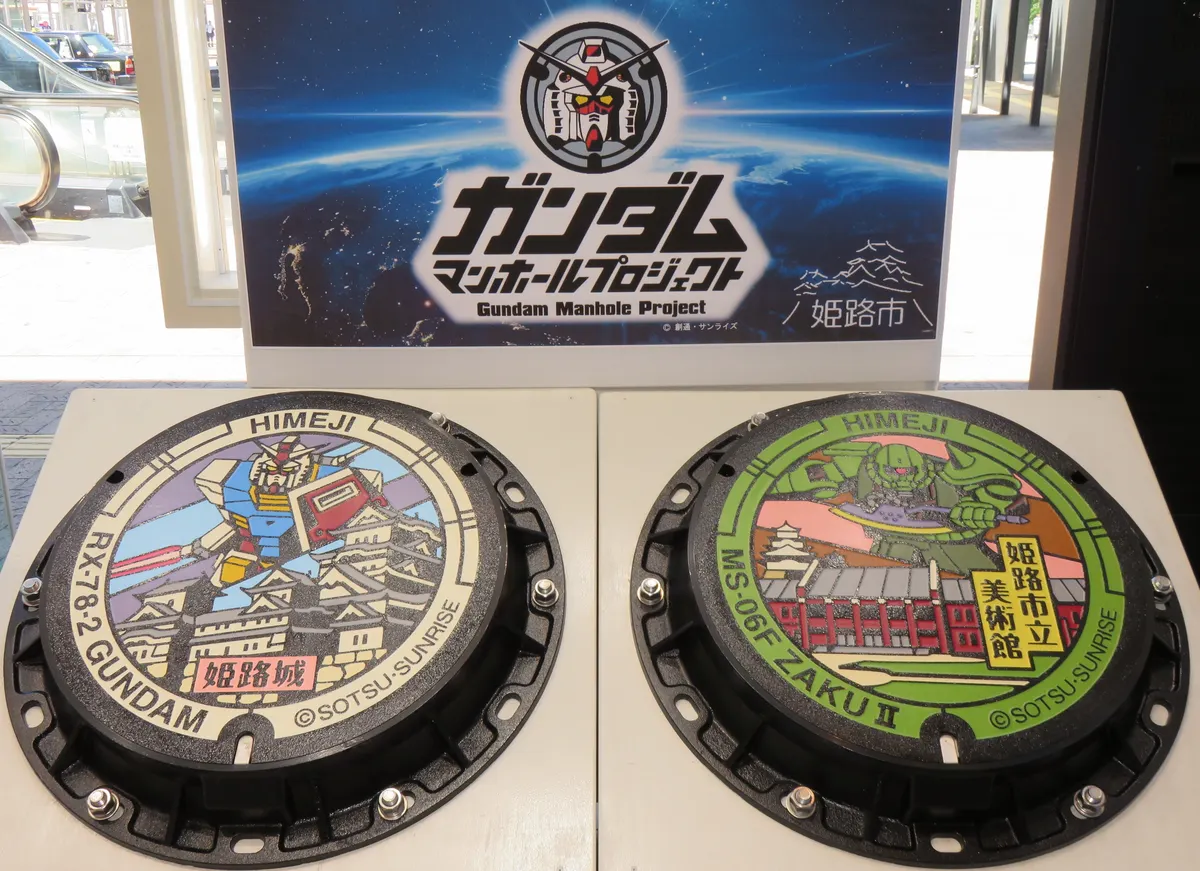 ガンダム
マンホールプロジェクト
Gundam Manhole Project
© 創通・サンライズ
姫路市
HIMEJI
RX-78-2 GUNDAM
姫路城
©SOTSU・SUNRISE
HIMEJI
MS-06F ZAKU II
姫路市立
美術館
©SOTSU・SUNRISE